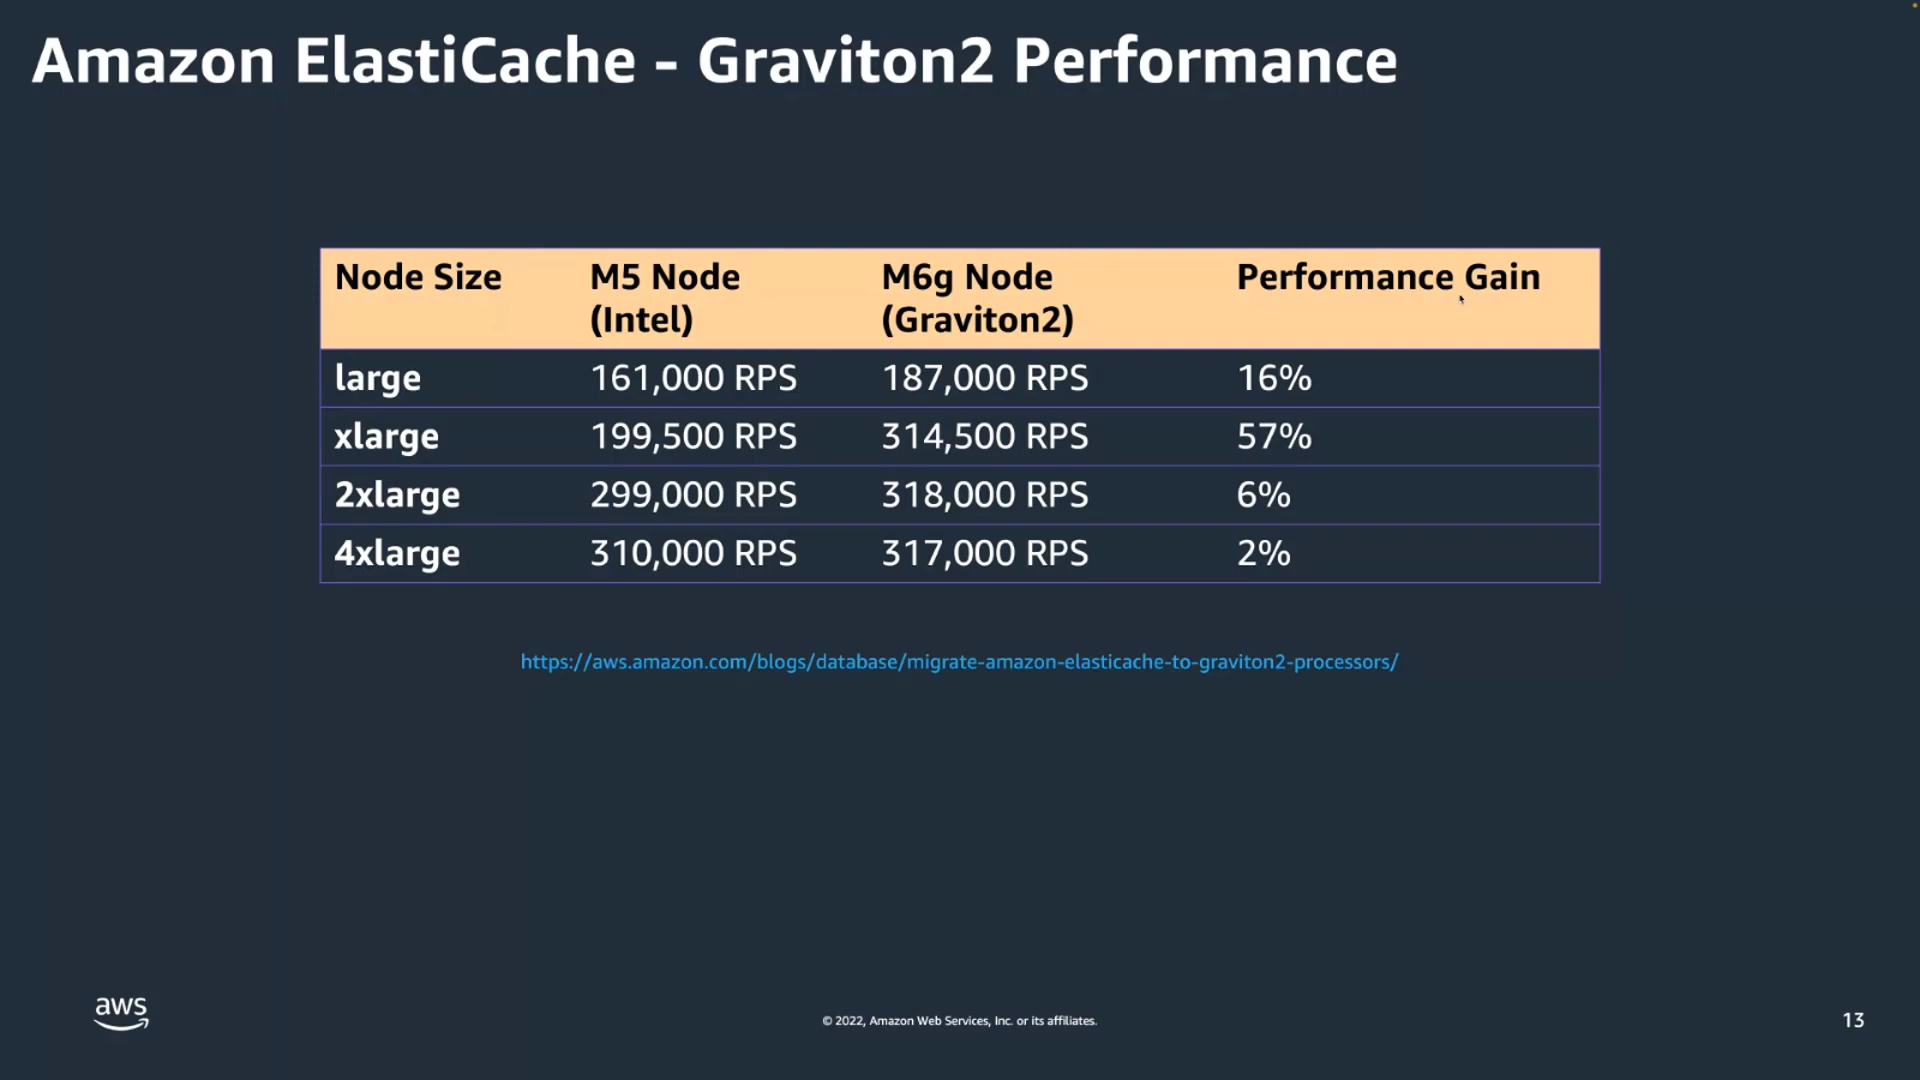 Amazon ElastiCache - Graviton2 Performance
Node Size M5 Node M6g Node Performance Gain
(Intel) (Graviton2)
large 161,000 RPS 187,000 RPS 16%
xlarge 199,500 RPS 314,500 RPS 57%
2xlarge 299,000 RPS 318,000 RPS 6%
4xlarge 310,000 RPS 317,000 RPS 2%
https://aws.amazon.com/blogs/database/migrate-amazon-elasticache-to-graviton2-processors/
aws
© 2022, Amazon Web Services, Inc. or its affiliates.
13